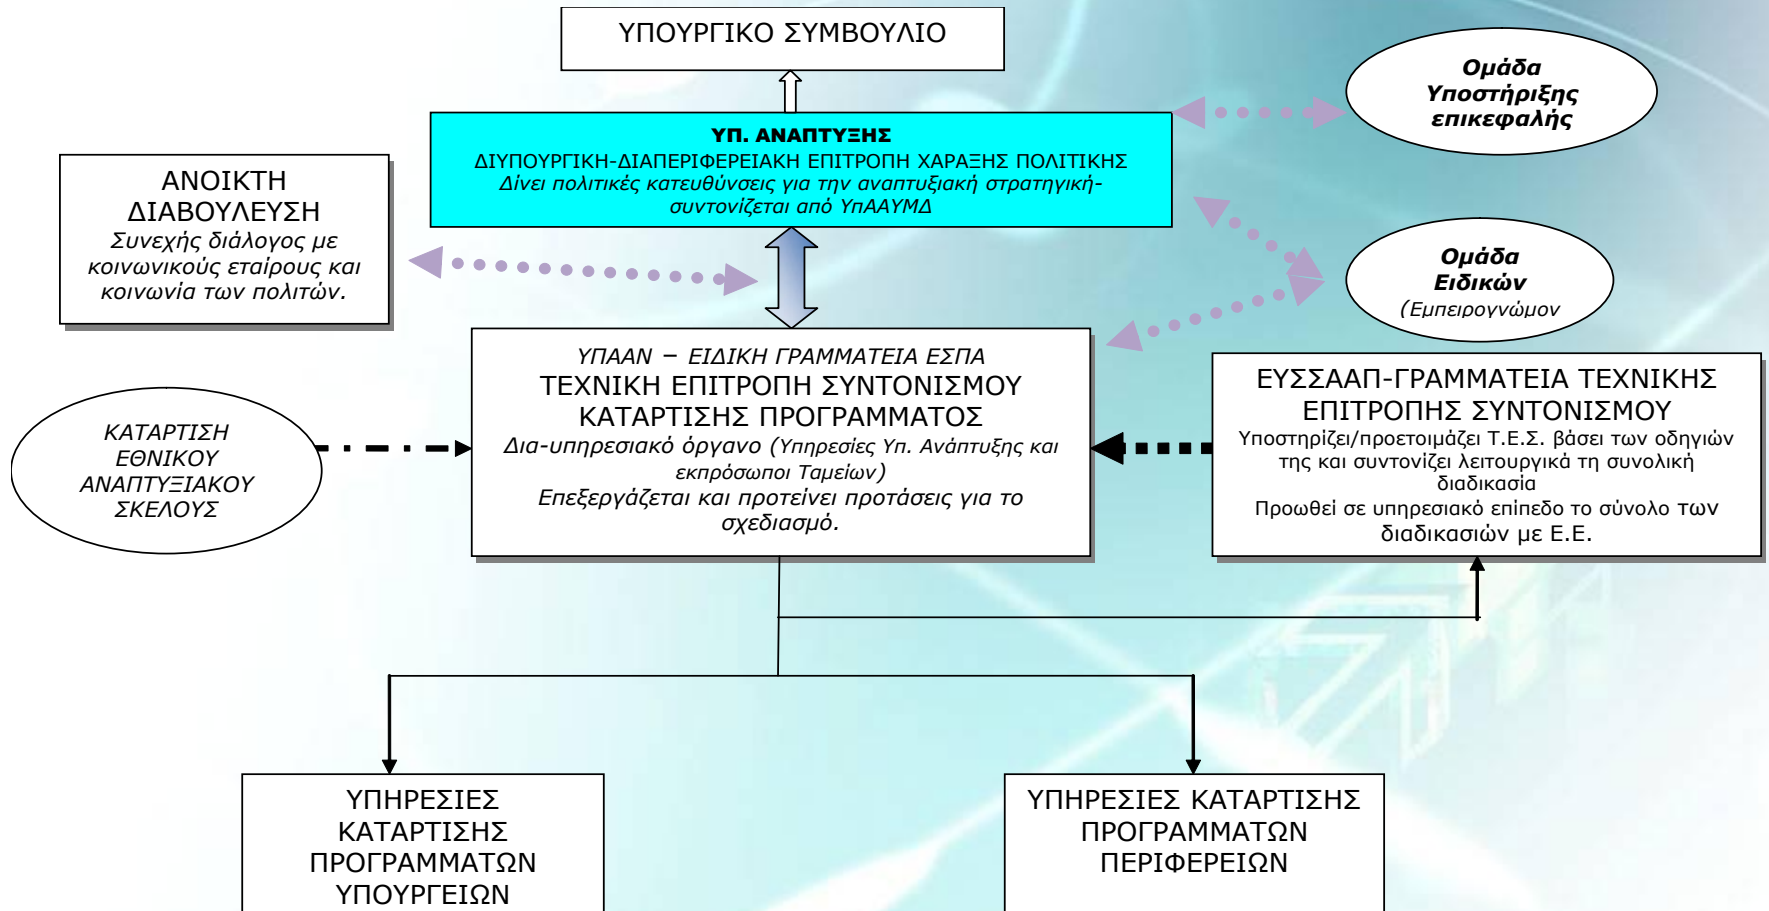 ΥΠΟΥΡΓΙΚΟ ΣΥΜΒΟΥΛΙΟ
Ομάδα
Υποστήριξης
επικεφαλής
ΥΠ. ΑΝΑΠΤΥΞΗΣ
ΔΙΥΠΟΥΡΓΙΚΗ-ΔΙΑΠΕΡΙΦΕΡΕΙΑΚΗ ΕΠΙΤΡΟΠΗ ΧΑΡΑΞΗΣ ΠΟΛΙΤΙΚΗΣ
Δίνει πολιτικές κατευθύνσεις για την αναπτυξιακή στρατηγική-
συντονίζεται από ΥπΑΑΥΜΔ
ΑΝΟΙΚΤΗ
ΔΙΑΒΟΥΛΕΥΣΗ
Συνεχής διάλογος με
κοινωνικούς εταίρους και
κοινωνία των πολιτών.
Ομάδα
Ειδικών
(Εμπειρογνώμον
ΥΠΑΑΝ – ΕΙΔΙΚΗ ΓΡΑΜΜΑΤΕΙΑ ΕΣΠΑ
ΤΕΧΝΙΚΗ ΕΠΙΤΡΟΠΗ ΣΥΝΤΟΝΙΣΜΟΥ
ΚΑΤΑΡΤΙΣΗΣ ΠΡΟΓΡΑΜΜΑΤΟΣ
Δια-υπηρεσιακό όργανο (Υπηρεσίες Υπ. Ανάπτυξης και
εκπρόσωποι Ταμείων)
Επεξεργάζεται και προτείνει προτάσεις για το
σχεδιασμό.
ΕΥΣΣΑΑΠ-ΓΡΑΜΜΑΤΕΙΑ ΤΕΧΝΙΚΗΣ
ΕΠΙΤΡΟΠΗΣ ΣΥΝΤΟΝΙΣΜΟΥ
Υποστηρίζει/προετοιμάζει Τ.Ε.Σ. βάσει των οδηγιών
της και συντονίζει λειτουργικά τη συνολική
διαδικασία
Προωθεί σε υπηρεσιακό επίπεδο το σύνολο των
διαδικασιών με Ε.Ε.
ΚΑΤΑΡΤΙΣΗ
ΕΘΝΙΚΟΥ
ΑΝΑΠΤΥΞΙΑΚΟΥ
ΣΚΕΛΟΥΣ
ΥΠΗΡΕΣΙΕΣ
ΚΑΤΑΡΤΙΣΗΣ
ΠΡΟΓΡΑΜΜΑΤΩΝ
ΥΠΟΥΡΓΕΙΩΝ
ΥΠΗΡΕΣΙΕΣ ΚΑΤΑΡΤΙΣΗΣ
ΠΡΟΓΡΑΜΜΑΤΩΝ
ΠΕΡΙΦΕΡΕΙΩΝ